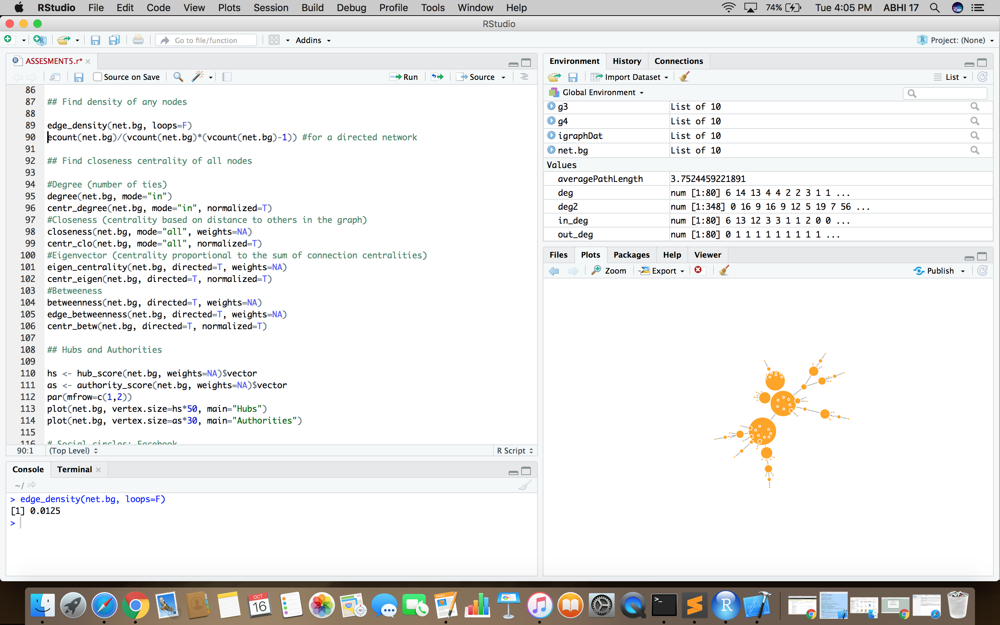 RStudio File Edit Code View Plots Session Build Debug Profile Tools Window Help 74% Tue 4:05 PM ABHI 17
RStudio
Go to file/function Addins Project: (None)
ASSESMENT5.r*
Source on Save Run Source
86
87 ## Find density of any nodes
88
89 edge_density(net.bg, loops=F)
90 ecount(net.bg)/(vcount(net.bg)*(vcount(net.bg)-1)) #for a directed network
91
92 ## Find closeness centrality of all nodes
93
94 #Degree (number of ties)
95 degree(net.bg, mode="in")
96 centr_degree(net.bg, mode="in", normalized=T)
97 #Closeness (centrality based on distance to others in the graph)
98 closeness(net.bg, mode="all", weights=NA)
99 centr_clo(net.bg, mode="all", normalized=T)
100 #Eigenvector (centrality proportional to the sum of connection centralities)
101 eigen_centrality(net.bg, directed=T, weights=NA)
102 centr_eigen(net.bg, directed=T, normalized=T)
103 #Betweeness
104 betweenness(net.bg, directed=T, weights=NA)
105 edge_betweenness(net.bg, directed=T, weights=NA)
106 centr_betw(net.bg, directed=T, normalized=T)
107
108 ## Hubs and Authorities
109
110 hs <- hub_score(net.bg, weights=NA)$vector
111 as <- authority_score(net.bg, weights=NA)$vector
112 par(mfrow=c(1,2))
113 plot(net.bg, vertex.size=hs*50, main="Hubs")
114 plot(net.bg, vertex.size=as*30, main="Authorities")
115
116 # Social circles: Facebook
90:1 (Top Level) R Script
Console Terminal
~/
> edge_density(net.bg, loops=F)
[1] 0.0125
>
Environment History Connections
Import Dataset List
Global Environment
g3 List of 10
g4 List of 10
igraphDat List of 10
net.bg List of 10
Values
averagePathLength 3.7524459221891
deg num [1:80] 6 14 13 4 4 2 2 3 1 1 ...
deg2 num [1:348] 0 16 9 16 9 12 5 19 7 56 ...
in_deg num [1:80] 6 13 12 3 3 1 1 2 0 0 ...
out_deg num [1:80] 0 1 1 1 1 1 1 1 1 1 ...
Files Plots Packages Help Viewer
Zoom Export Publish
OCT
16
280
3D
PAGES
>_
R